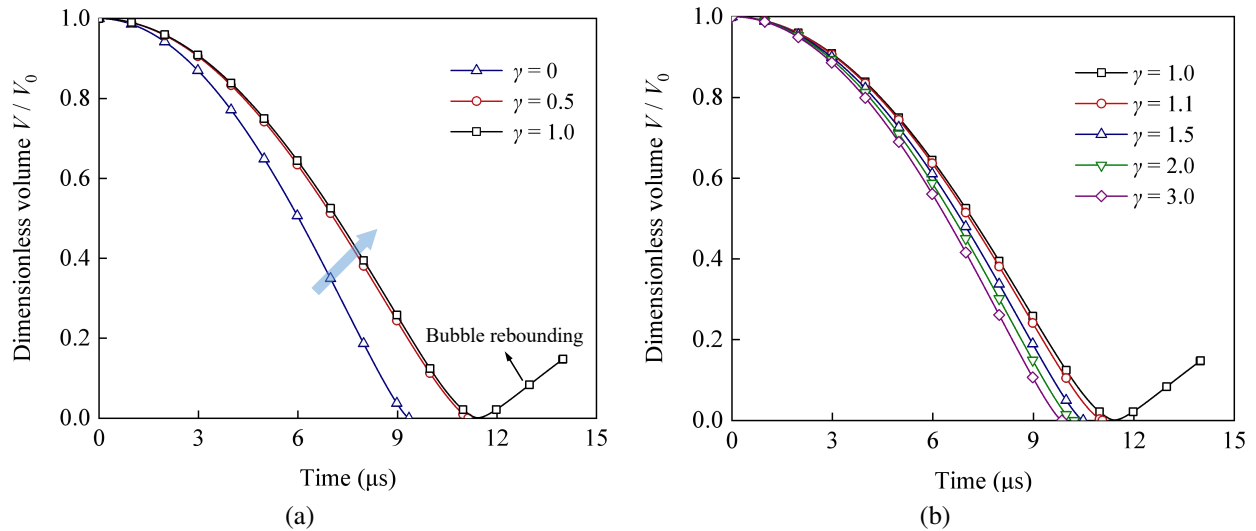 1.0
0.8
0.6
0.4
0.2
0.0
0
3
6
9
12
15
Dimensionless volume V / V0
Time (μs)
γ = 0
γ = 0.5
γ = 1.0
Bubble rebounding
(a)
1.0
0.8
0.6
0.4
0.2
0.0
0
3
6
9
12
15
Dimensionless volume V / V0
Time (μs)
γ = 1.0
γ = 1.1
γ = 1.5
γ = 2.0
γ = 3.0
(b)